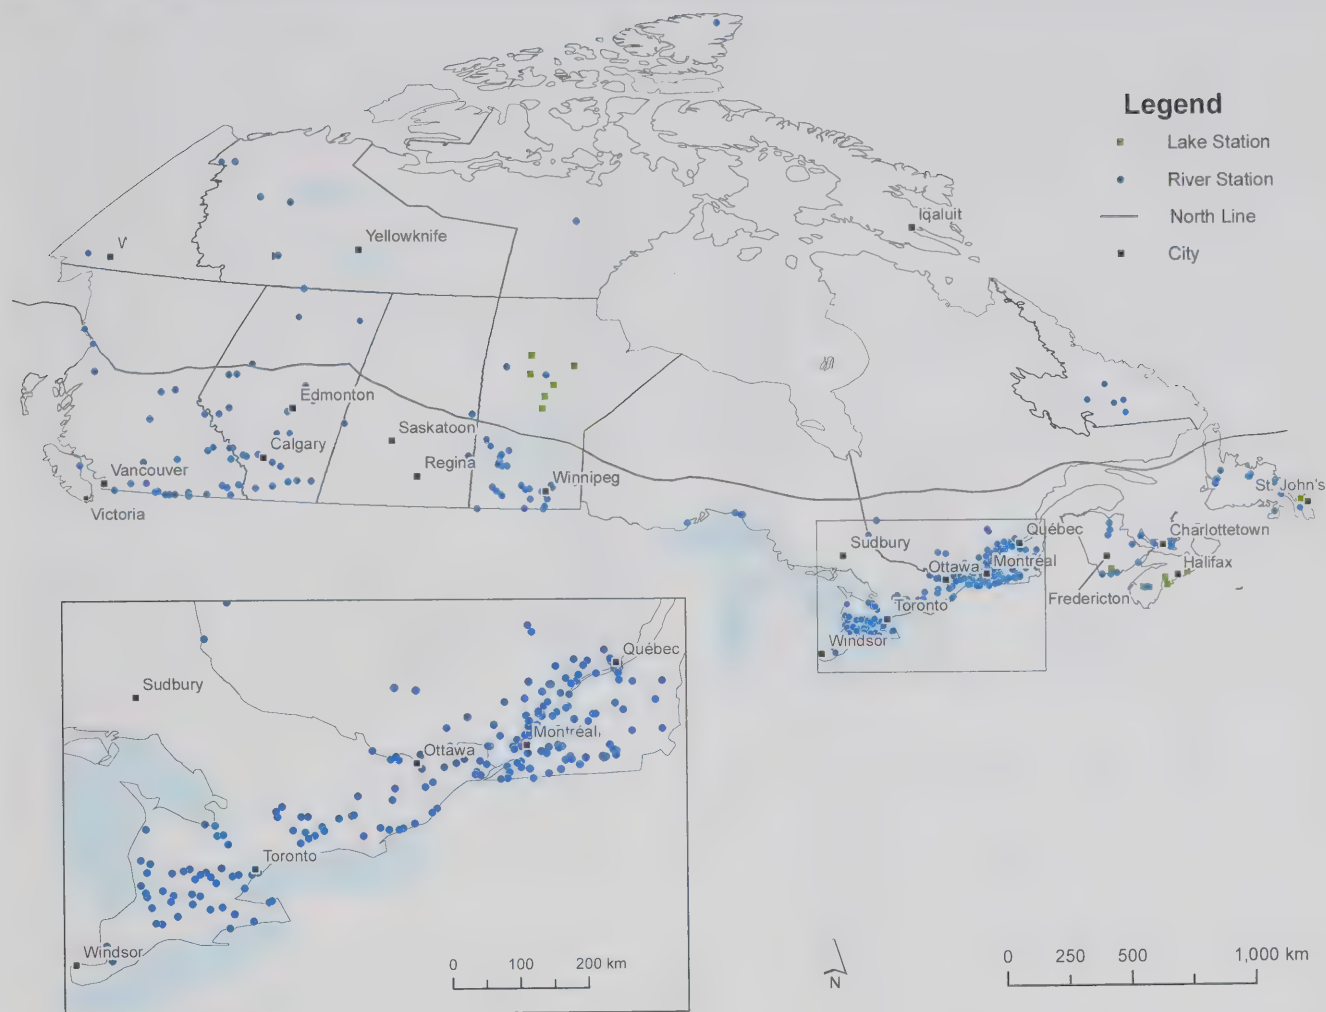 Legend
Lake Station
River Station
North Line
City
Iqaluit
V
Yellowknife
Edmonton
Saskatoon
Calgary
Regina
Vancouver
Winnipeg
Victoria
St. John's
Sudbury
Québec
Charlottetown
Ottawa
Montréal
Halifax
Fredericton
Toronto
Windsor
Québec
Sudbury
Montréal
Ottawa
Toronto
Windsor
0 100 200 km
N
0 250 500 1,000 km